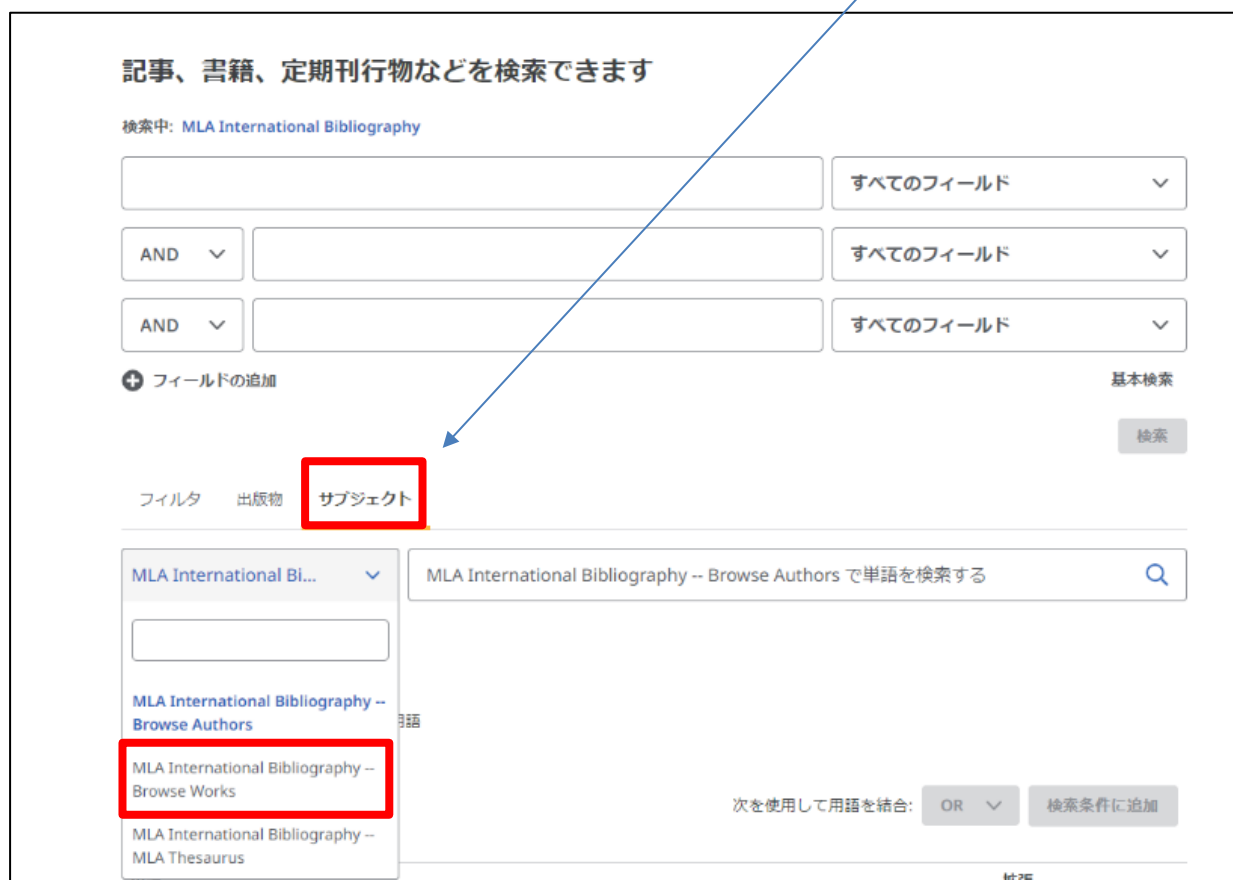 記事、書籍、定期刊行物などを検索できます
検索中: MLA International Bibliography
すべてのフィールド
AND
すべてのフィールド
AND
すべてのフィールド
フィールドの追加
基本検索
検索
フィルタ 出版物 サブジェクト
MLA International Bi...
MLA International Bibliography -- Browse Authors で単語を検索する
MLA International Bibliography --
Browse Authors
用語
MLA International Bibliography --
Browse Works
次を使用して用語を結合: OR 検索条件に追加
MLA International Bibliography --
MLA Thesaurus
拡張